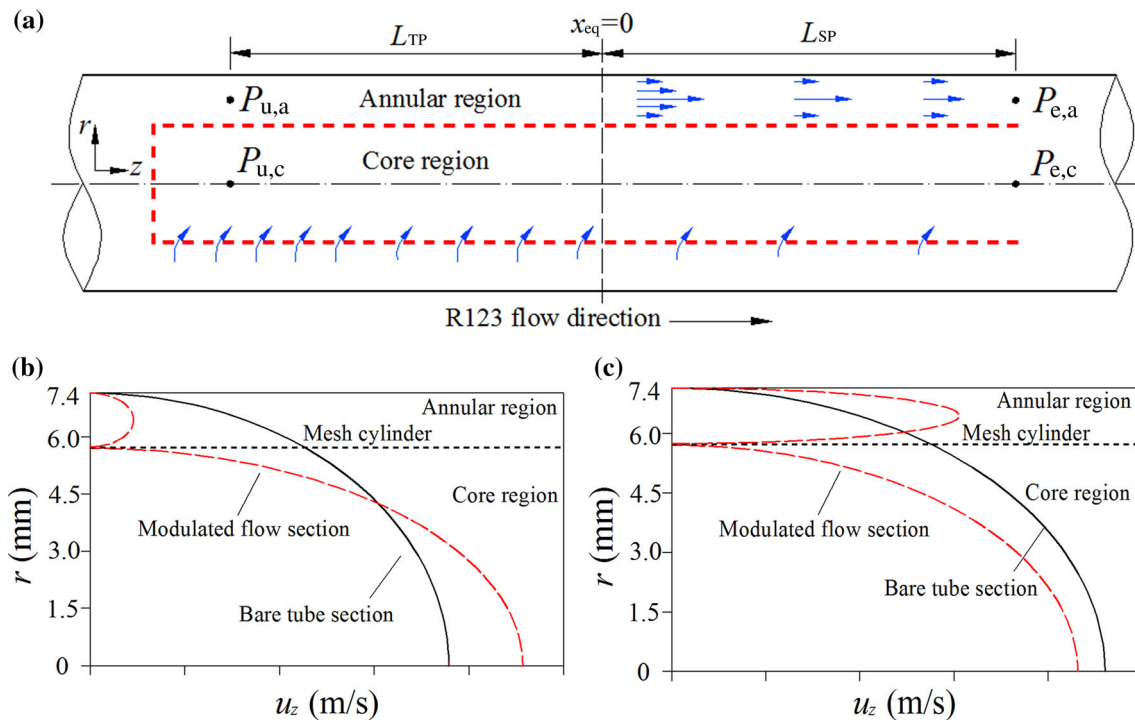 (a)
x_eq=0
L_TP
L_SP
P_u,a
Annular region
P_e,a
r
z
P_u,c
Core region
P_e,c
R123 flow direction
(b)
7.4
Annular region
6.0
Mesh cylinder
4.5
Core region
Modulated flow section
3.0
Bare tube section
1.5
0
r (mm)
u_z (m/s)
(c)
7.4
Annular region
6.0
Mesh cylinder
4.5
Core region
Modulated flow section
3.0
Bare tube section
1.5
0
r (mm)
u_z (m/s)